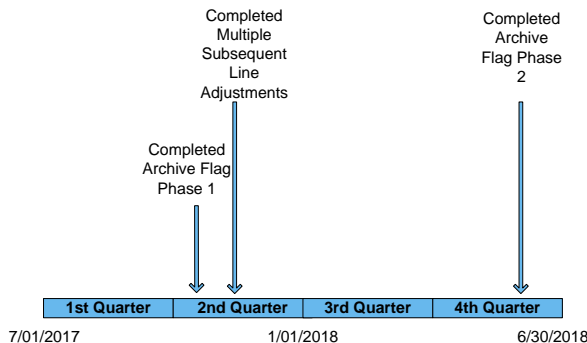 Completed
Multiple
Subsequent
Line
Adjustments
Completed
Archive
Flag Phase
2
Completed
Archive Flag
Phase 1
1st Quarter
2nd Quarter
3rd Quarter
4th Quarter
7/01/2017
1/01/2018
6/30/2018